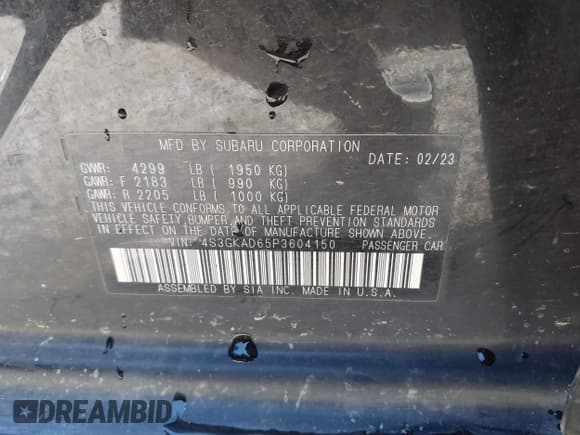 MFD BY SUBARU CORPORATION
DATE: 02/23
GVWR: 4299 LB ( 1950 KG)
GAWR: F 2183 LB ( 990 KG)
GAWR: R 2205 LB ( 1000 KG)
THIS VEHICLE CONFORMS TO ALL APPLICABLE FEDERAL MOTOR
VEHICLE SAFETY, BUMPER, AND THEFT PREVENTION STANDARDS
IN EFFECT ON THE DATE OF MANUFACTURE SHOWN ABOVE.
VIN: 4S3GKAD65P3604150 PASSENGER CAR
ASSEMBLED BY SIA INC. MADE IN U.S.A.
DREAMBID